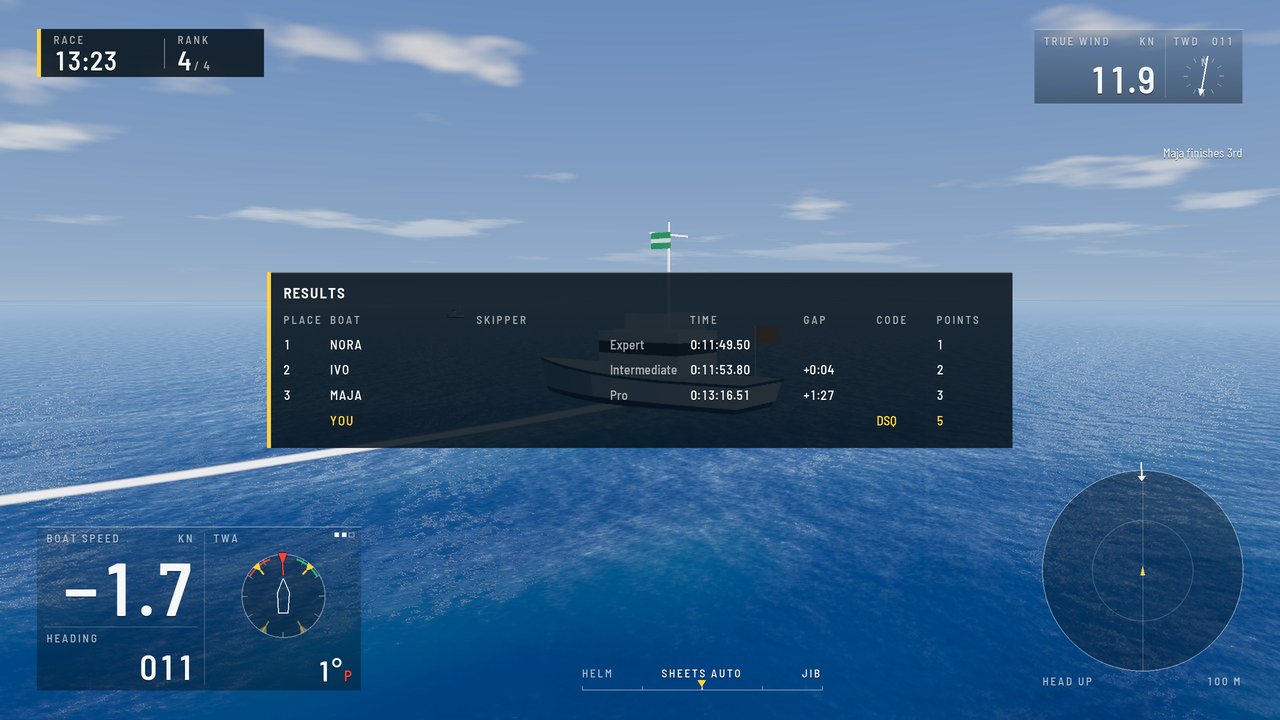 RACE RANK
13:23 4 / 4
TRUE WIND KN TWD 011
11.9 N
Maja finishes 3rd
RESULTS
PLACE BOAT SKIPPER TIME GAP CODE POINTS
1 NORA Expert 0:11:49.50 1
2 IVO Intermediate 0:11:53.80 +0:04 2
3 MAJA Pro 0:13:16.51 +1:27 3
YOU DSQ 5
BOAT SPEED KN TWA
-1.7
HEADING
011 1° P
HELM SHEETS AUTO JIB
HEAD UP 100 M